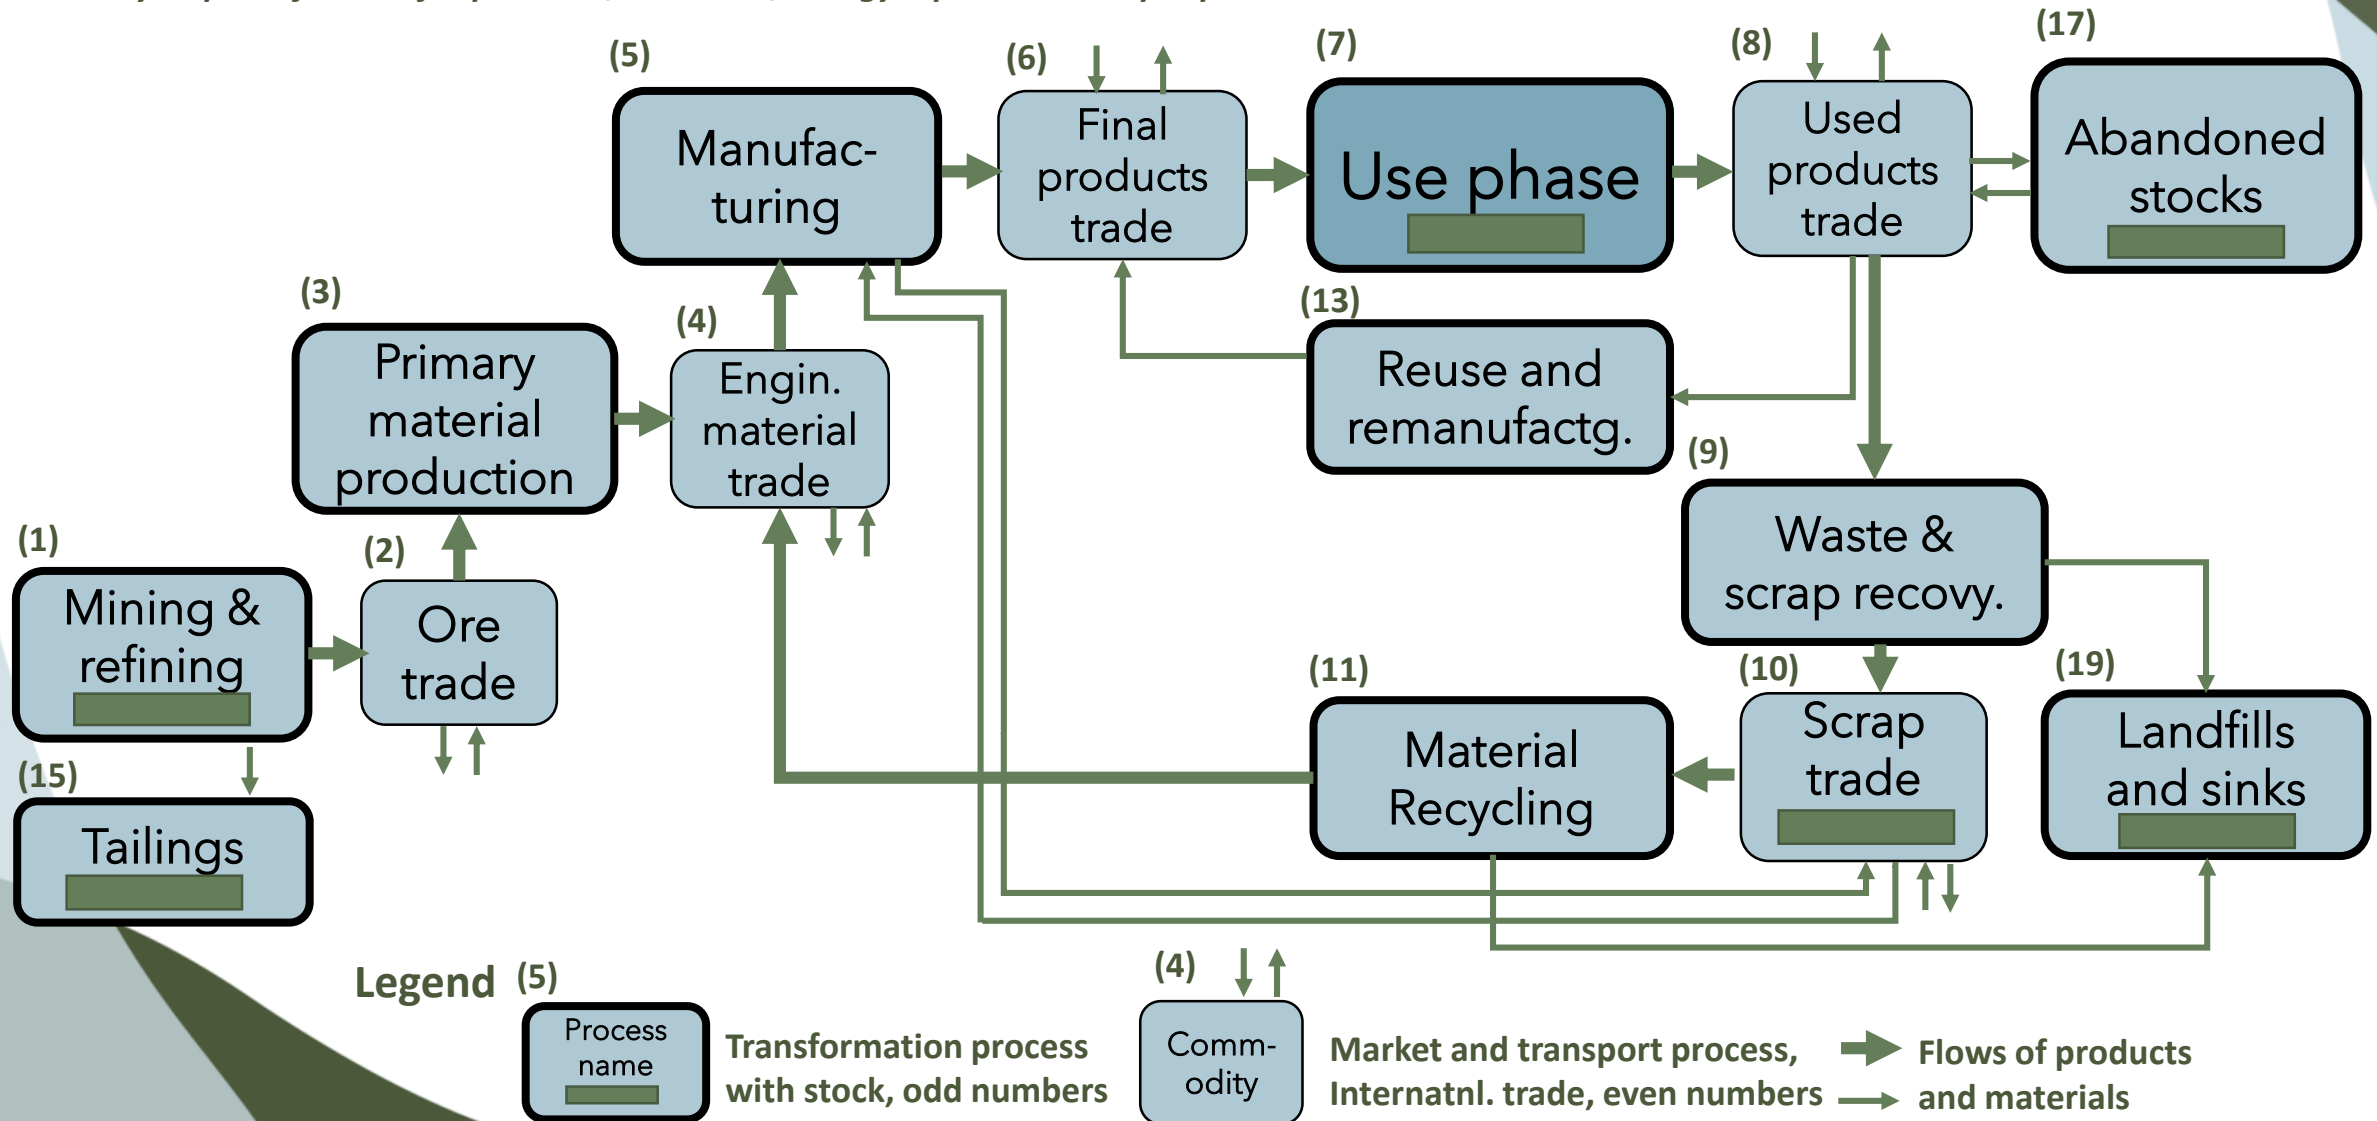 (5)
Manufac-
turing
(6)
Final
products
trade
(7)
Use phase
(8)
Used
products
trade
(17)
Abandoned
stocks
(3)
Primary
material
production
(4)
Engin.
material
trade
(13)
Reuse and
remanufactg.
(9)
Waste &
scrap recovy.
(1)
Mining &
refining
(2)
Ore
trade
(11)
Material
Recycling
(10)
Scrap
trade
(19)
Landfills
and sinks
(15)
Tailings
Legend
(5)
Process
name
Transformation process
with stock, odd numbers
(4)
Comm-
odity
Market and transport process,
Internatnl. trade, even numbers
Flows of products
and materials